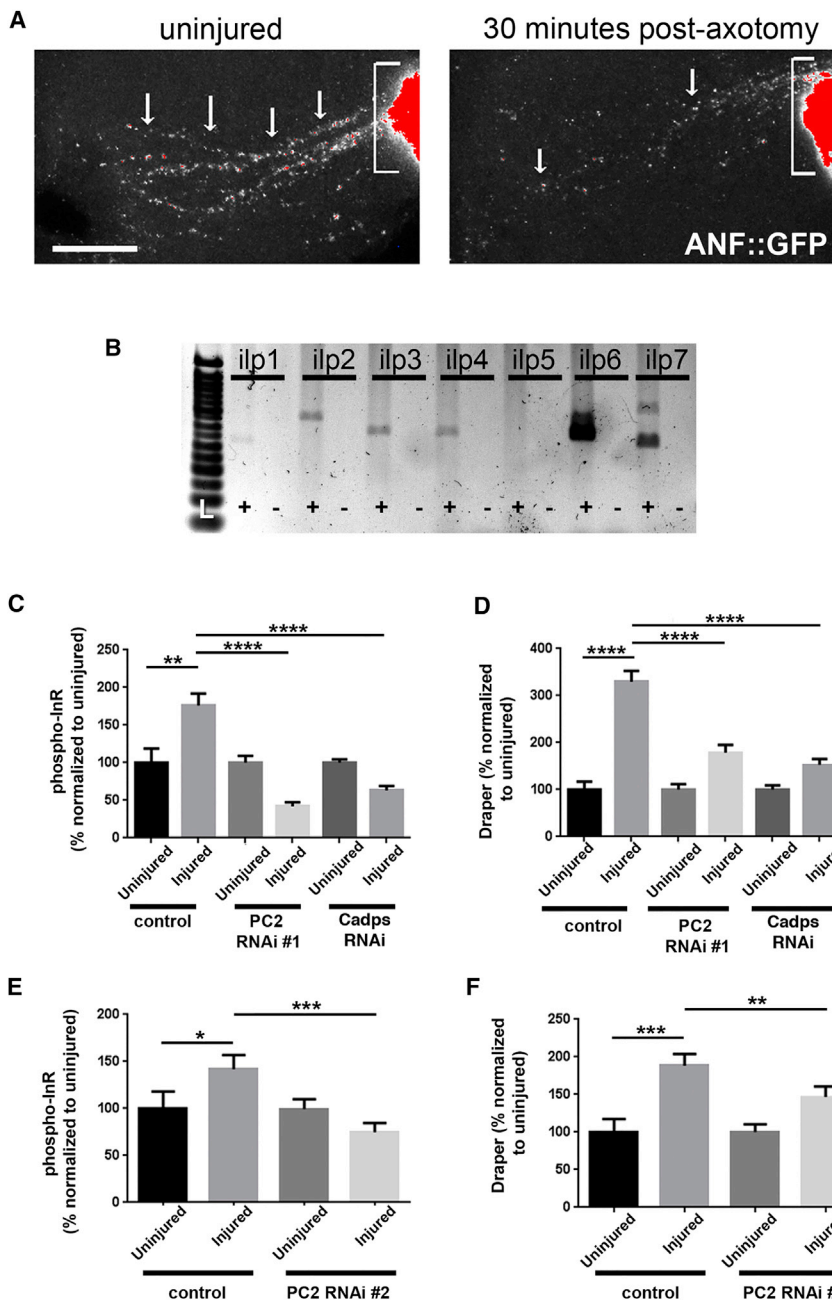 A
uninjured
30 minutes post-axotomy
ANF::GFP
B
ilp1 ilp2 ilp3 ilp4 ilp5 ilp6 ilp7
L + - + - + - + - + - + - + -
C
phospho-InR
(% normalized to uninjured)
250
200
150
100
50
0
** **** ****
Uninjured Injured Uninjured Injured Uninjured Injured
control PC2 Cadps
RNAi #1 RNAi
D
Draper (% normalized
to uninjured)
400
300
200
100
0
**** **** ****
Uninjured Injured Uninjured Injured Uninjured Injured
control PC2 Cadps
RNAi #1 RNAi
E
phospho-InR
(% normalized to uninjured)
200
150
100
50
0
* ***
Uninjured Injured Uninjured Injured
control PC2 RNAi #2
F
Draper (% normalized
to uninjured)
250
200
150
100
50
0
*** **
Uninjured Injured Uninjured Injured
control PC2 RNAi #